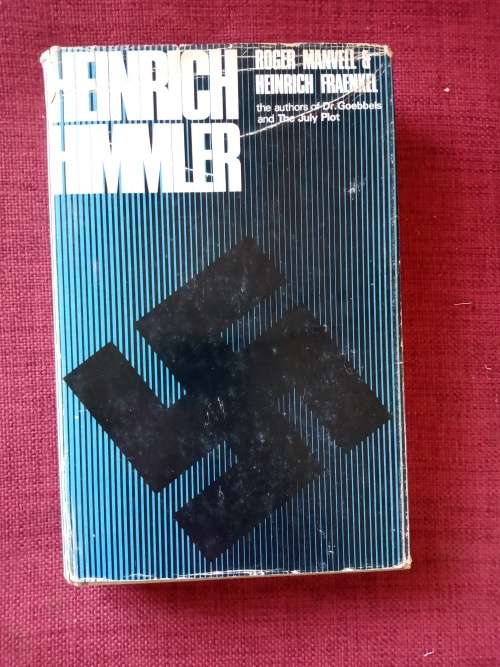 HEINRICH
HIMMLER
ROGER MANVELL &
HEINRICH FRAENKEL
the authors of Dr. Goebbels
and The July Plot